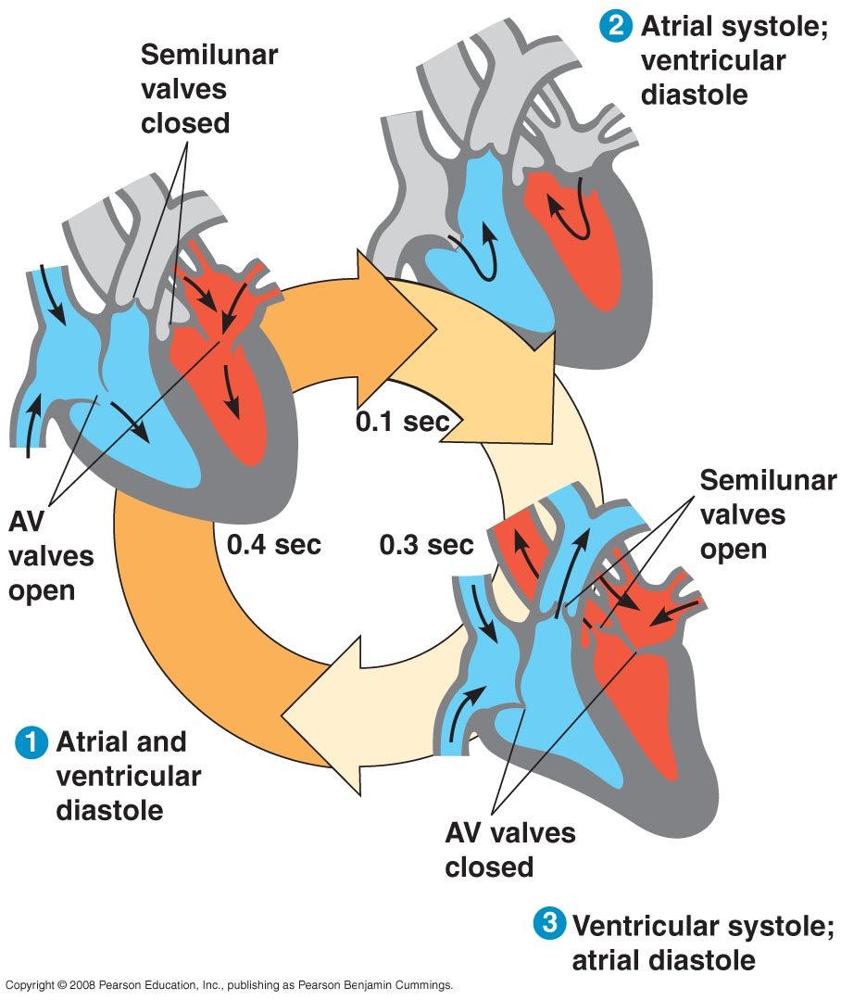 2 Atrial systole;
ventricular
diastole
Semilunar
valves
closed
0.1 sec
Semilunar
valves
open
AV
valves
open
0.4 sec
0.3 sec
1 Atrial and
ventricular
diastole
AV valves
closed
3 Ventricular systole;
atrial diastole
Copyright © 2008 Pearson Education, Inc., publishing as Pearson Benjamin Cummings.